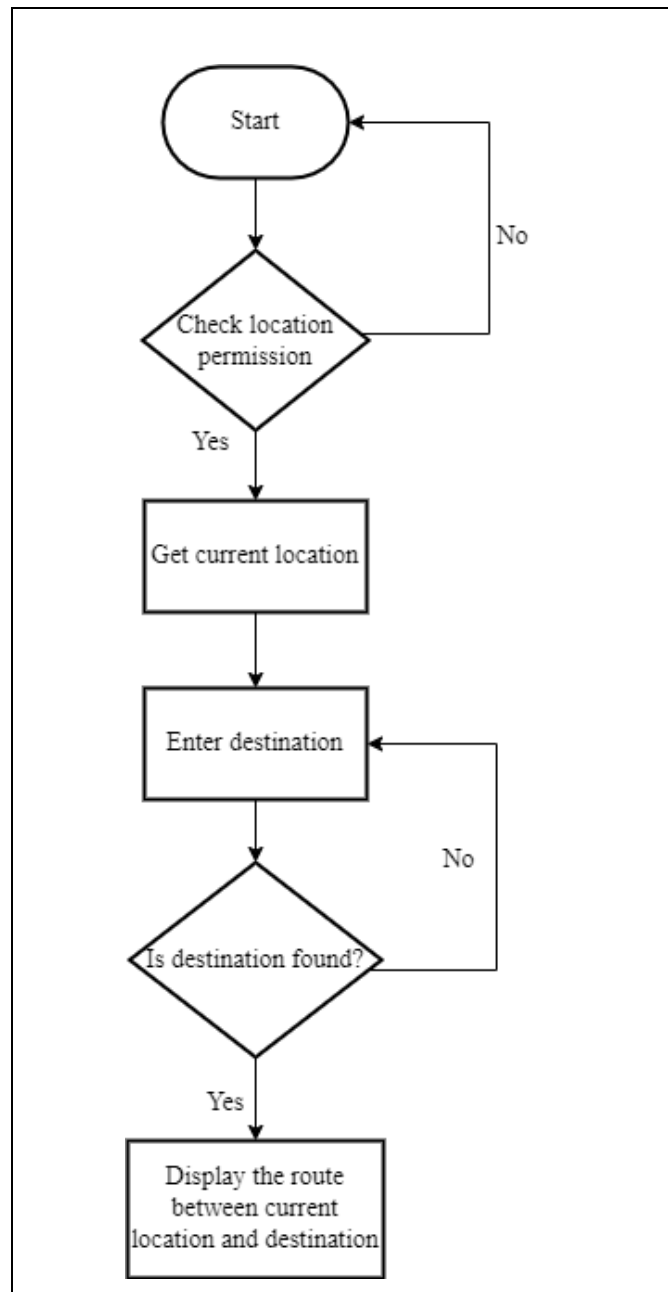 Start
No
Check location
permission
Yes
Get current location
Enter destination
No
Is destination found?
Yes
Display the route
between current
location and destination